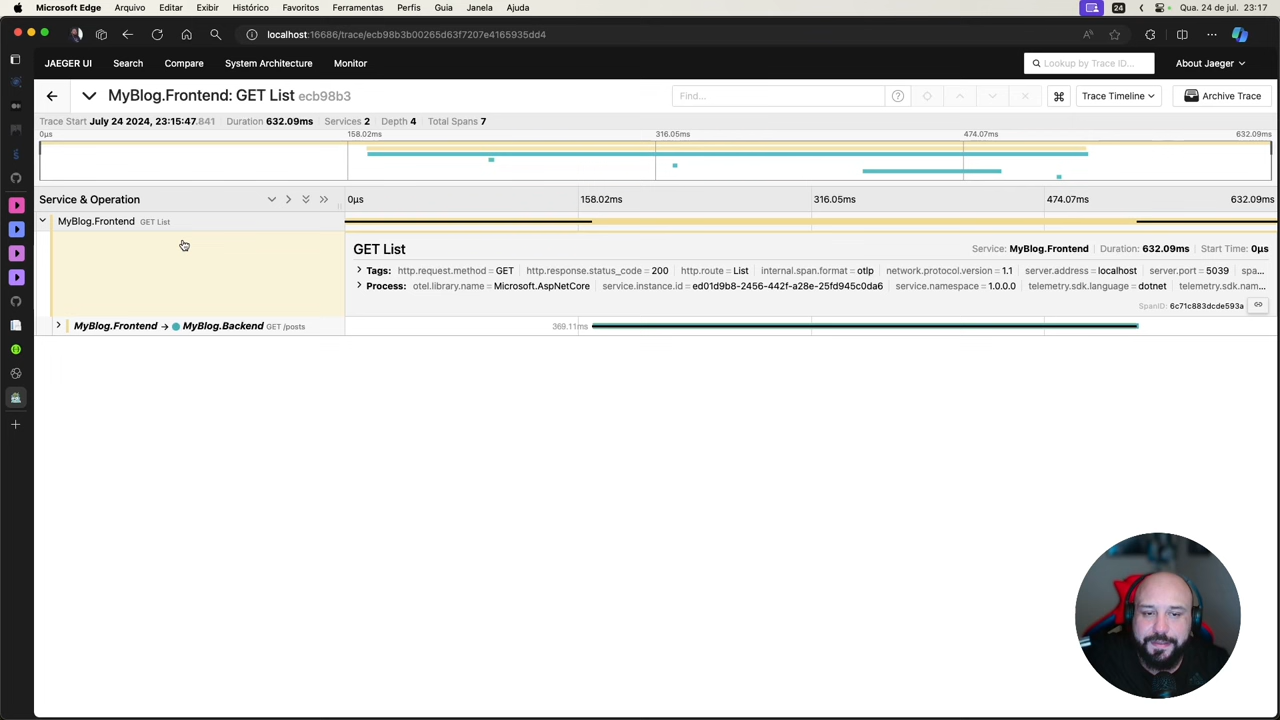 Microsoft Edge Arquivo Editar Exibir Histórico Favoritos Ferramentas Perfis Guia Janela Ajuda 24 Qua. 24 de jul. 23:17
localhost:16686/trace/ecb98b3b00265d63f7207e4165935dd4
JAEGER UI Search Compare System Architecture Monitor Lookup by Trace ID... About Jaeger
MyBlog.Frontend: GET List ecb98b3 Find... Trace Timeline Archive Trace
Trace Start July 24 2024, 23:15:47.841 Duration 632.09ms Services 2 Depth 4 Total Spans 7
0μs 158.02ms 316.05ms 474.07ms 632.09ms
Service & Operation 0μs 158.02ms 316.05ms 474.07ms 632.09ms
MyBlog.Frontend GET List
GET List Service: MyBlog.Frontend Duration: 632.09ms Start Time: 0μs
Tags: http.request.method = GET http.response.status_code = 200 http.route = List internal.span.format = otlp network.protocol.version = 1.1 server.address = localhost server.port = 5039 spa...
Process: otel.library.name = Microsoft.AspNetCore service.instance.id = ed01d9b8-2456-442f-a28e-25fd945c0da6 service.namespace = 1.0.0.0 telemetry.sdk.language = dotnet telemetry.sdk.nam...
SpanID: 6c71c883dcde593a
MyBlog.Frontend → MyBlog.Backend GET /posts 369.11ms